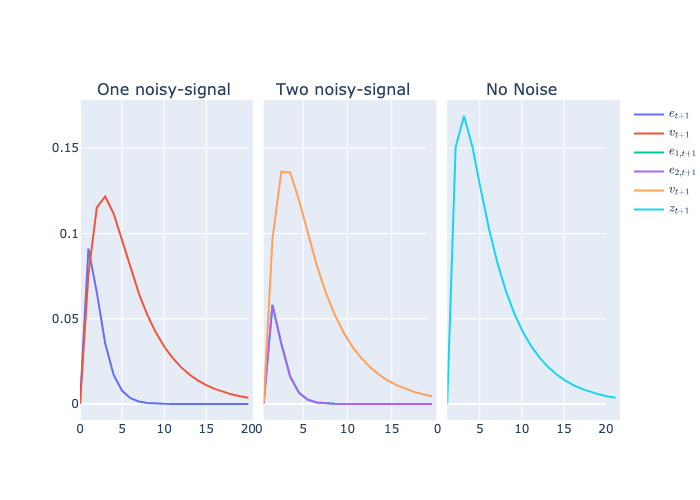 One noisy-signal Two noisy-signal No Noise
e_{t+1}
v_{t+1}
e_{1,t+1}
e_{2,t+1}
v_{t+1}
z_{t+1}
0.15
0.1
0.05
0
0 5 10 15 20 0 5 10 15 0 5 10 15 20